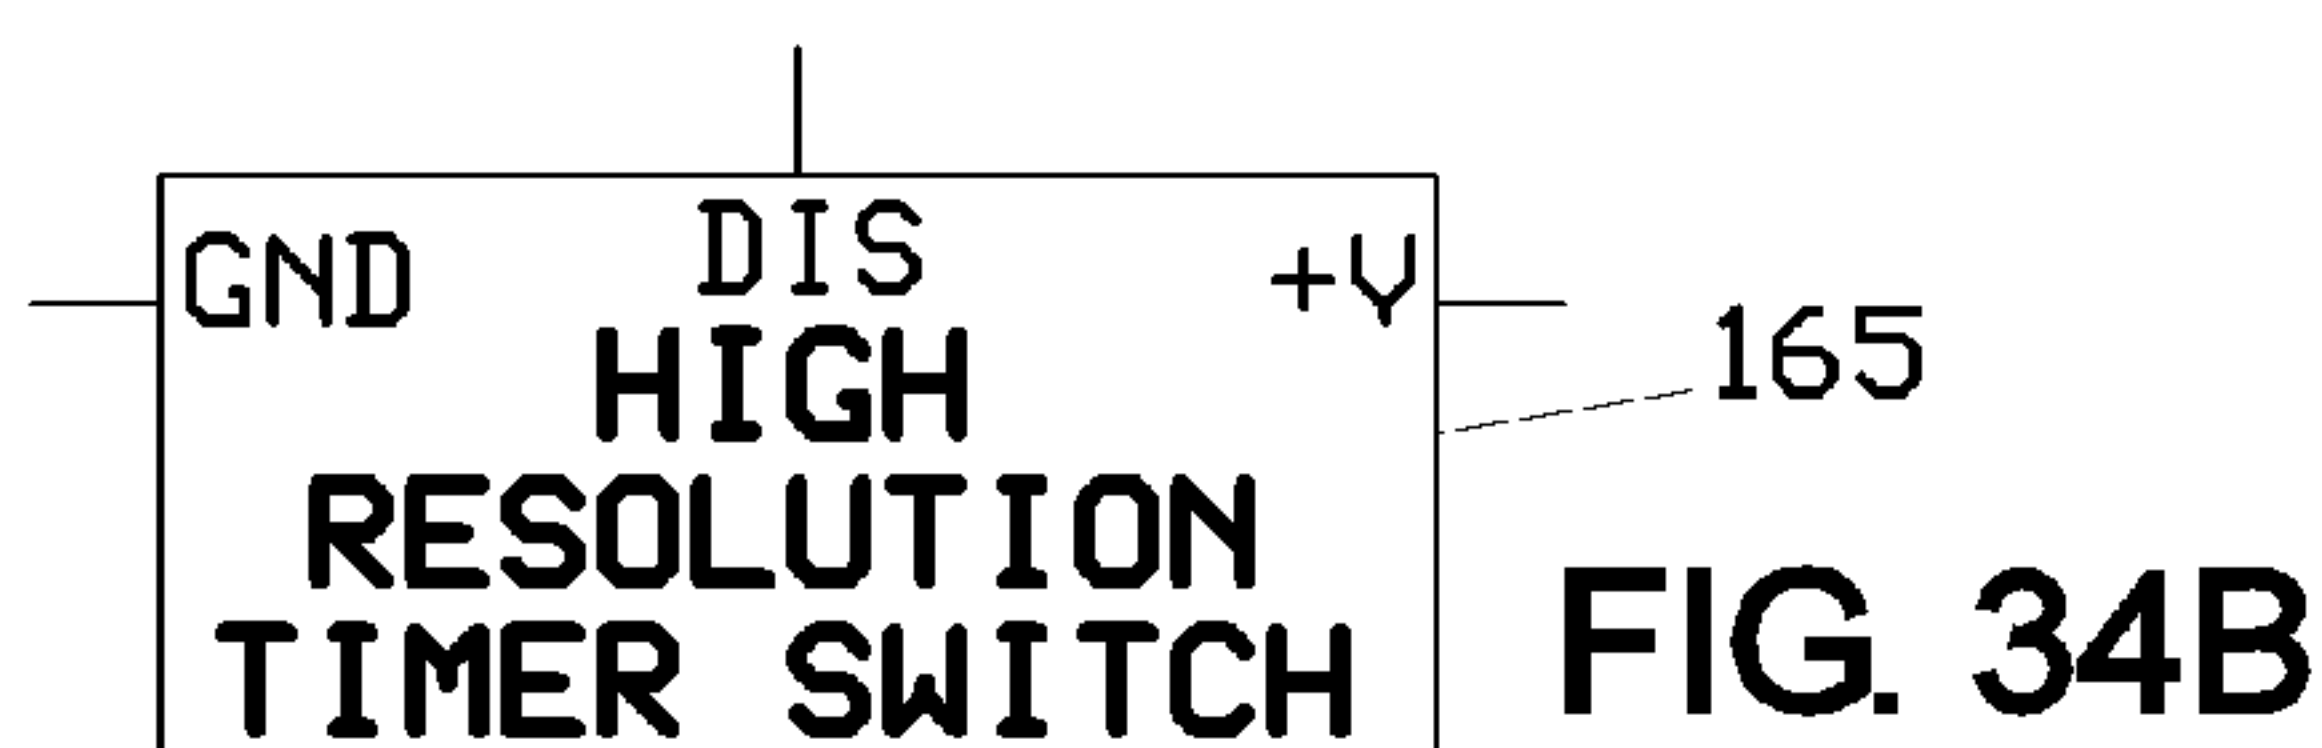 DIS
GND
+V
HIGH
165
RESOLUTION
FIG. 34B
TIMER SWITCH